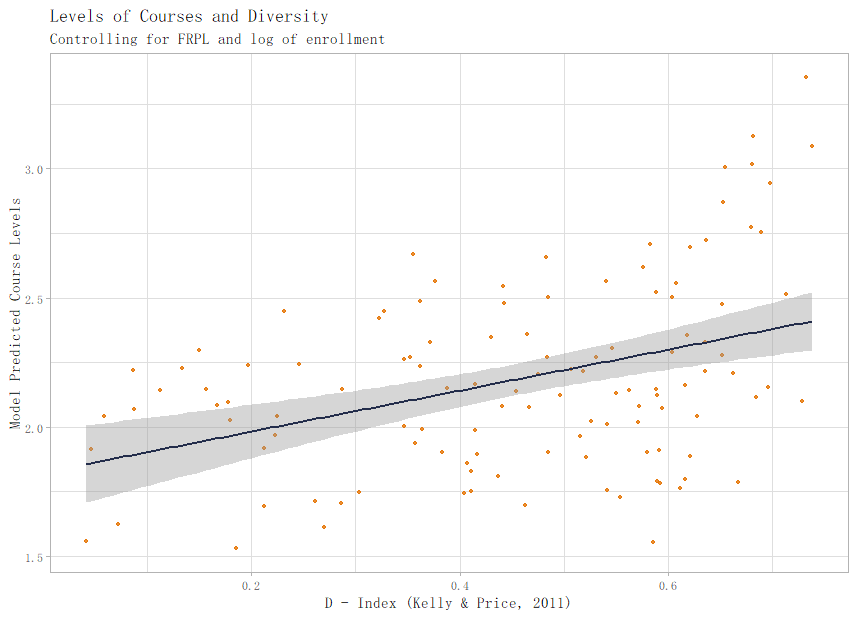 Levels of Courses and Diversity
Controlling for FRPL and log of enrollment
Model Predicted Course Levels
3.0
2.5
2.0
1.5
0.2 0.4 0.6
D - Index (Kelly & Price, 2011)